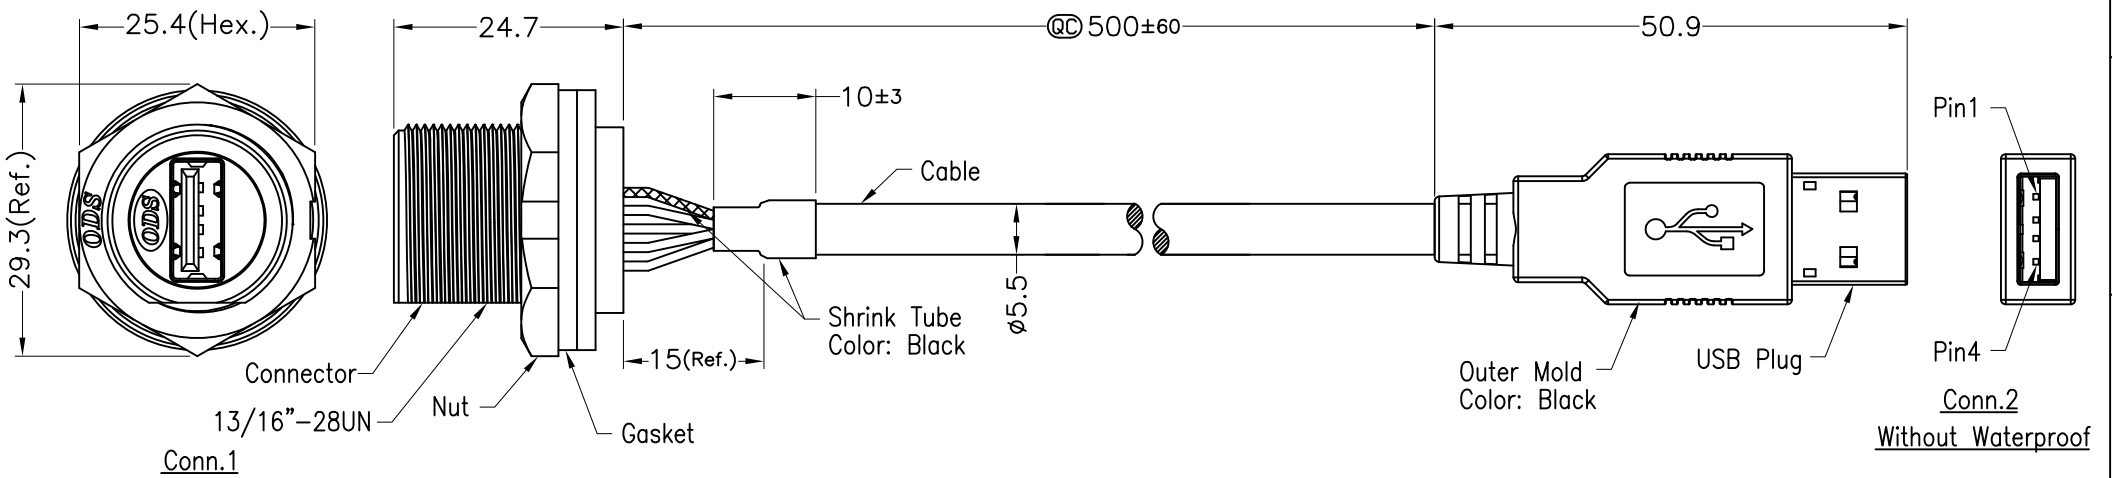 25.4(Hex.)
24.7
QC 500±60
50.9
10±3
Pin1
29.3(Ref.)
ODS
ODS
Cable
ø5.5
Shrink Tube
Color: Black
15(Ref.)
Connector
13/16"-28UN
Nut
Gasket
Conn.1
Outer Mold
Color: Black
USB Plug
Pin4
Conn.2
Without Waterproof